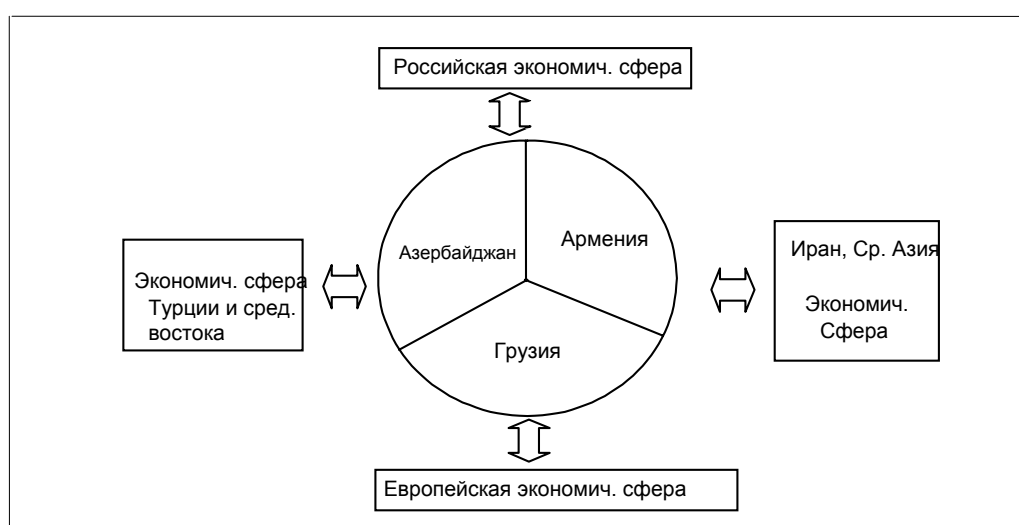 Российская экономич. сфера
Азербайджан
Армения
Грузия
Экономич. сфера
Турции и сред.
востока
Иран, Ср. Азия
Экономич.
Сфера
Европейская экономич. сфера